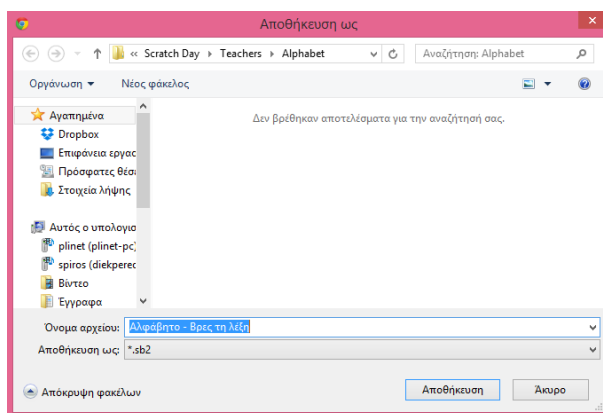 Αποθήκευση ως
« Scratch Day Teachers Alphabet
Αναζήτηση: Alphabet
Οργάνωση Νέος φάκελος
Αγαπημένα
Dropbox
Επιφάνεια εργας
Πρόσφατες θέσι
Στοιχεία λήψης
Αυτός ο υπολογισ
plinet (plinet-pc)
spiros (diekperec
Βίντεο
Έγγραφα
Δεν βρέθηκαν αποτελέσματα για την αναζήτησή σας.
Όνομα αρχείου: Αλφάβητο - Βρες τη λέξη
Αποθήκευση ως: *.sb2
Απόκρυψη φακέλων
Αποθήκευση Άκυρο